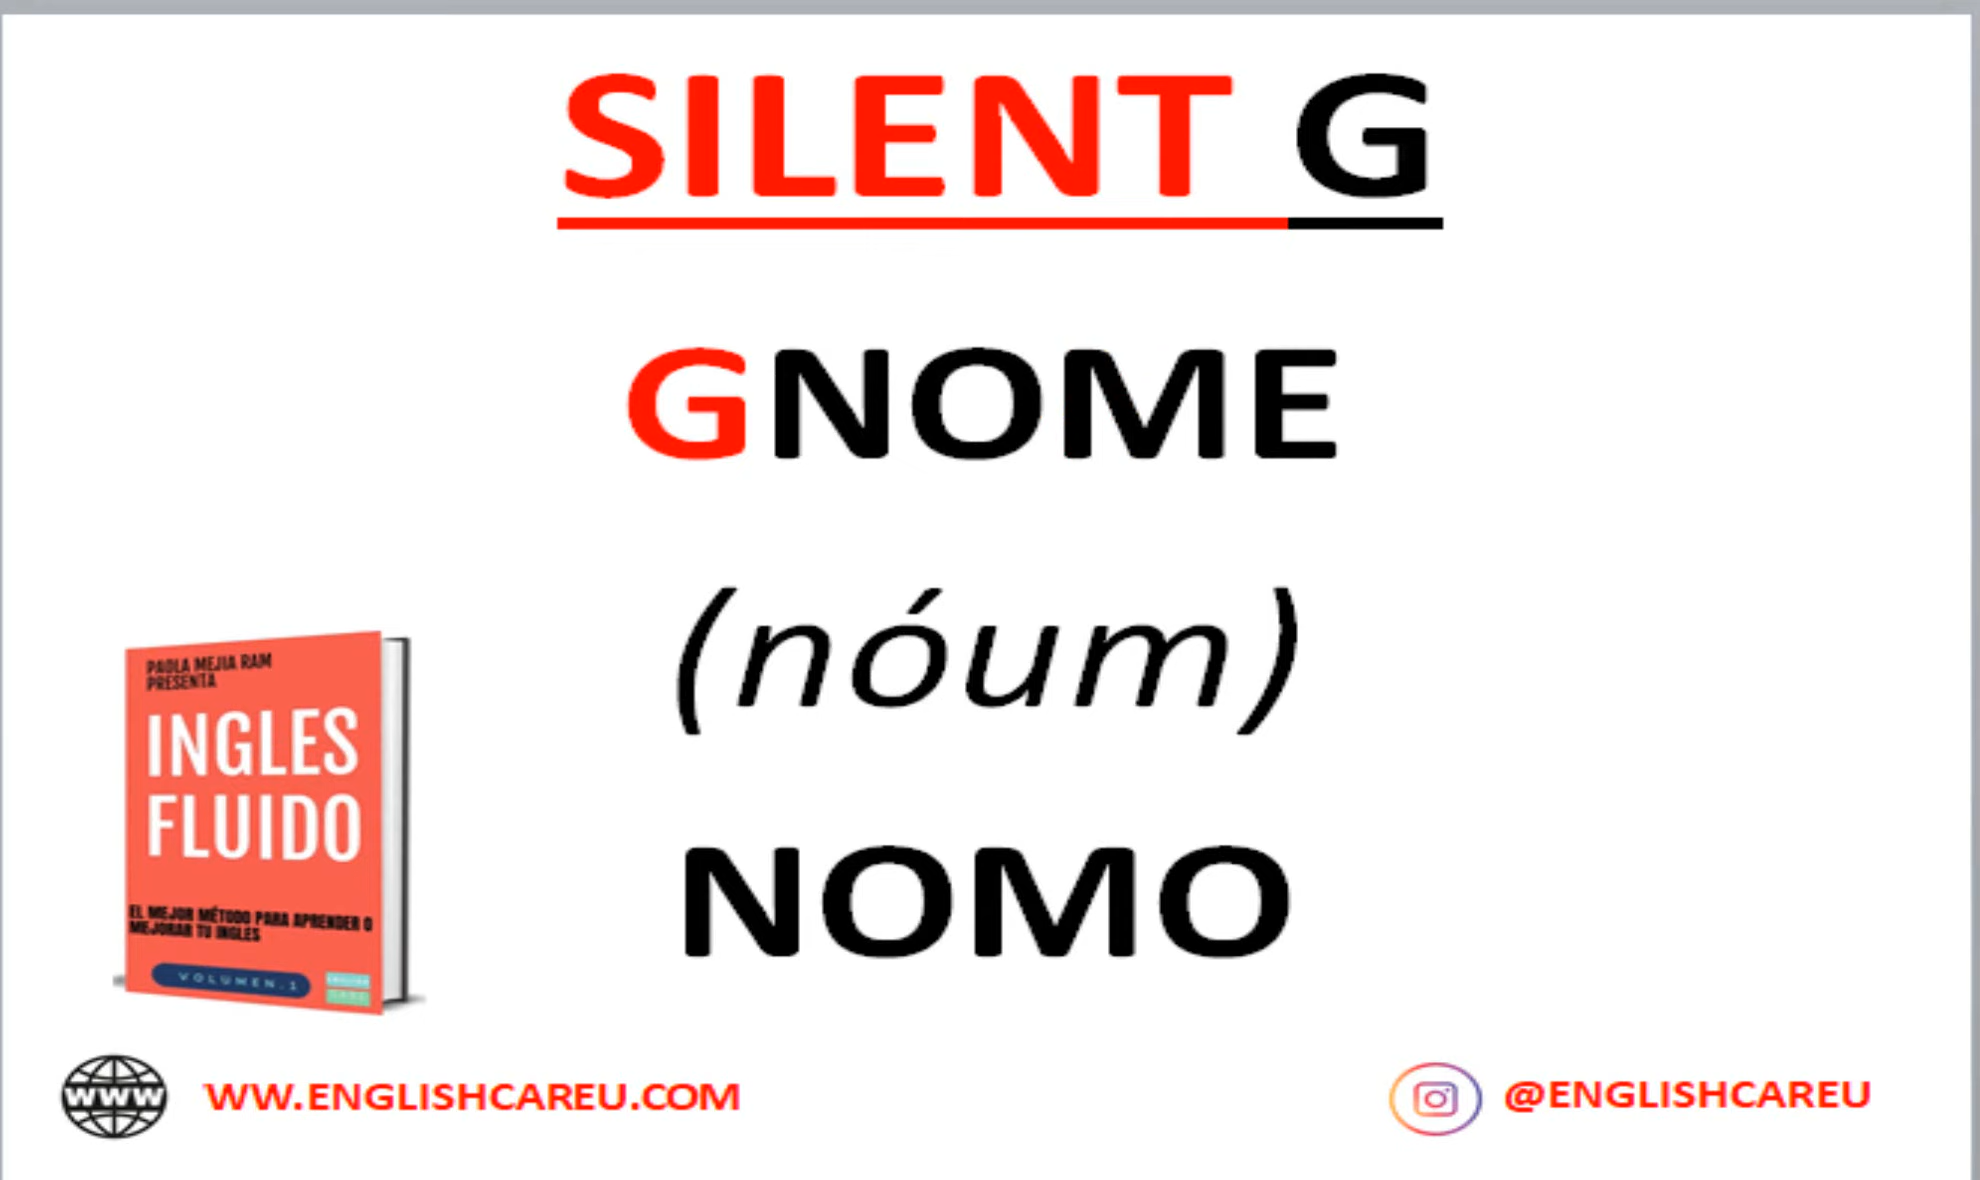 SILENT G
GNOME
(nóum)
NOMO
PAOLA MEJIA RAM
PRESENTA
INGLES
FLUIDO
EL MEJOR MÉTODO PARA APRENDER O
MEJORAR TU INGLES
VOLUMEN.1
WWW
WW.ENGLISHCAREU.COM
@ENGLISHCAREU